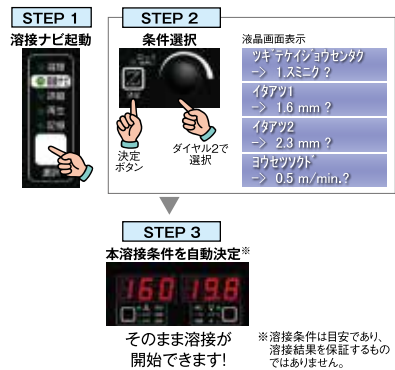 STEP 1
溶接ナビ起動
STEP 2
条件選択
決定
ボタン
ダイヤル2で
選択
液晶画面表示
ツギテケイジョウセンタク
-> 1.スミニク ?
イタアツ1
-> 1.6 mm ?
イタアツ2
-> 2.3 mm ?
ヨウセツソクド
-> 0.5 m/min.?
STEP 3
本溶接条件を自動決定※
160 19.8
そのまま溶接が
開始できます!
※溶接条件は目安であり、
溶接結果を保証するもの
ではありません。